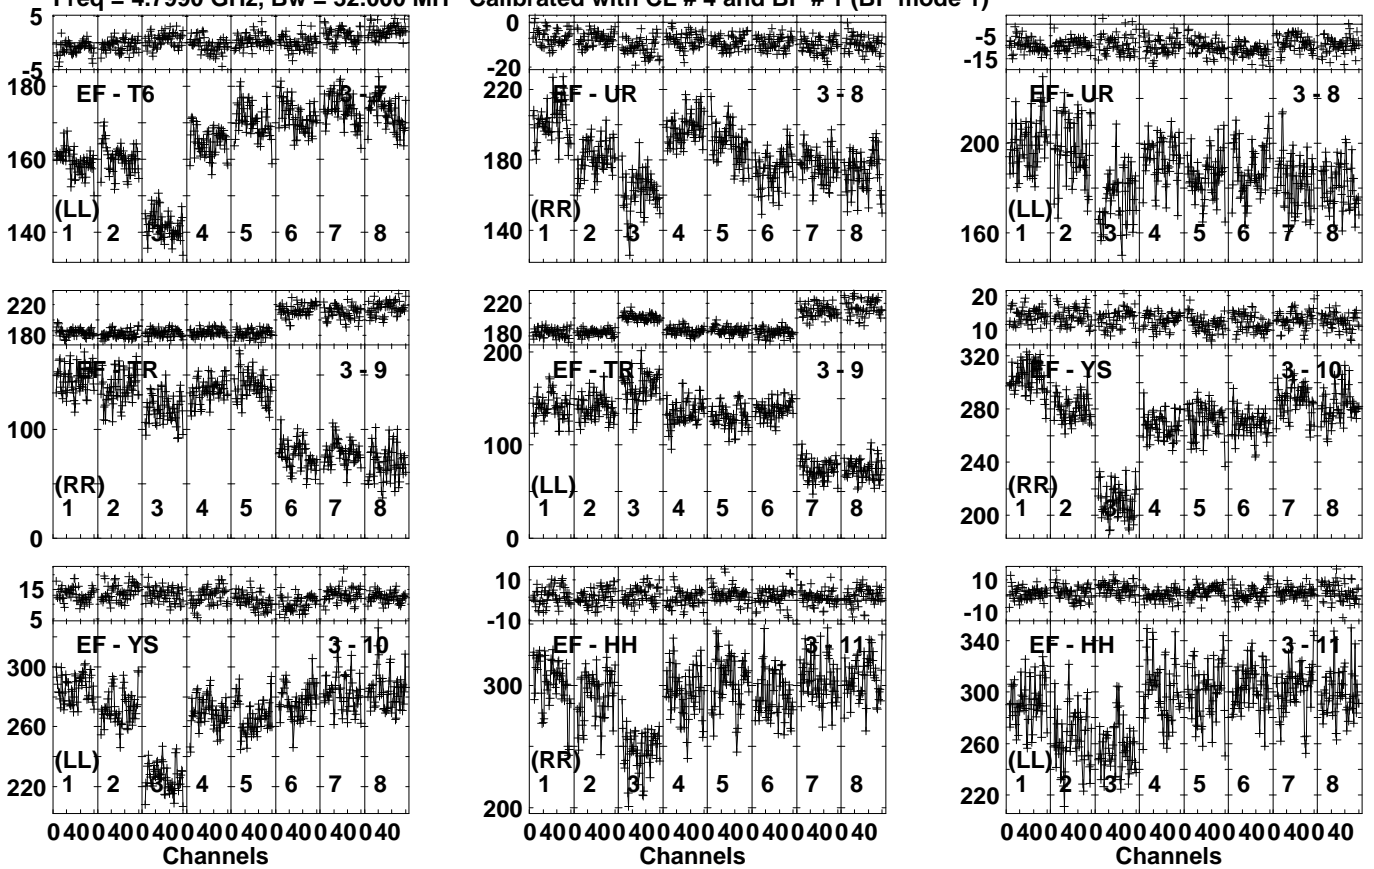 Freq = 4.7990 GHz, Bw = 32.000 MH Calibrated with CL # 4 and BP # 1 (BP mode 1)
5
-5
180
160
140
EF - T6
3 - 7
(LL)
1 2 3 4 5 6 7 8
0
-20
220
180
140
EF - UR
3 - 8
(RR)
1 2 3 4 5 6 7 8
-5
-15
200
160
EF - UR
3 - 8
(LL)
1 2 3 4 5 6 7 8
220
180
100
0
EF - TR
3 - 9
(RR)
1 2 3 4 5 6 7 8
220
180
200
100
0
EF - TR
3 - 9
(LL)
1 2 3 4 5 6 7 8
20
10
320
280
240
200
EF - YS
3 - 10
(RR)
1 2 3 4 5 6 7 8
15
5
300
260
220
EF - YS
3 - 10
(LL)
1 2 3 4 5 6 7 8
0 40 0 40 0 40 0 40 0 40 0 40 0 40 0 40
Channels
10
-10
300
200
EF - HH
3 - 11
(RR)
1 2 3 4 5 6 7 8
0 40 0 40 0 40 0 40 0 40 0 40 0 40 0 40
Channels
10
-10
340
300
260
220
EF - HH
3 - 11
(LL)
1 2 3 4 5 6 7 8
0 40 0 40 0 40 0 40 0 40 0 40 0 40 0 40
Channels